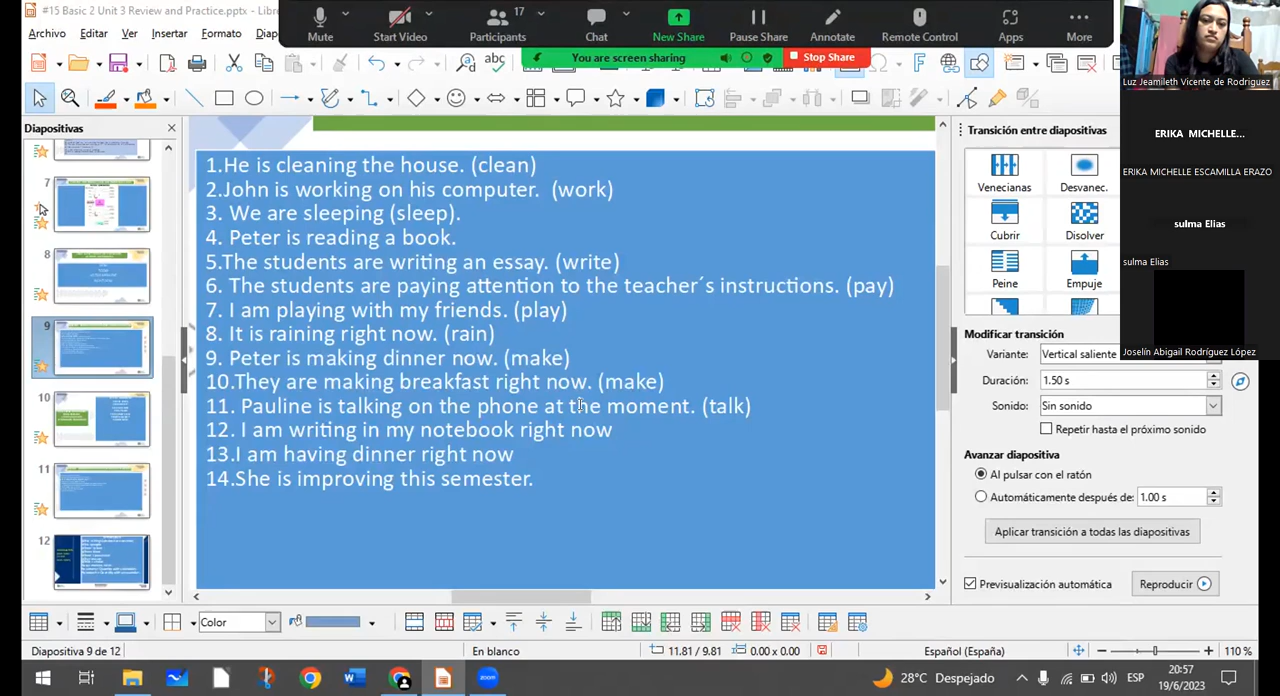 #15 Basic 2 Unit 3 Review and Practice.pptx - Libre
Mute
Start Video
17
Participants
Chat
New Share
Pause Share
Annotate
Remote Control
Apps
More
You are screen sharing
Stop Share
Archivo Editar Ver Insertar Formato
Luz Jeamileth Vicente de Rodriguez
ERIKA MICHELLE...
ERIKA MICHELLE ESCAMILLA ERAZO
sulma Elias
sulma Elias
Joselín Abigail Rodríguez López
Diapositivas
7
8
9
10
11
12
1.He is cleaning the house. (clean)
2.John is working on his computer. (work)
3. We are sleeping (sleep).
4. Peter is reading a book.
5.The students are writing an essay. (write)
6. The students are paying attention to the teacher´s instructions. (pay)
7. I am playing with my friends. (play)
8. It is raining right now. (rain)
9. Peter is making dinner now. (make)
10.They are making breakfast right now. (make)
11. Pauline is talking on the phone at the moment. (talk)
12. I am writing in my notebook right now
13.I am having dinner right now
14.She is improving this semester.
Transición entre diapositivas
Venecianas Desvanec.
Cubrir Disolver
Peine Empuje
Modificar transición
Variante: Vertical saliente
Duración: 1.50 s
Sonido: Sin sonido
Repetir hasta el próximo sonido
Avanzar diapositiva
Al pulsar con el ratón
Automáticamente después de: 1.00 s
Aplicar transición a todas las diapositivas
Previsualización automática Reproducir
Color
Diapositiva 9 de 12
En blanco
11.81 / 9.81
0.00 x 0.00
Español (España)
110 %
28°C Despejado
ESP
20:57
19/6/2023